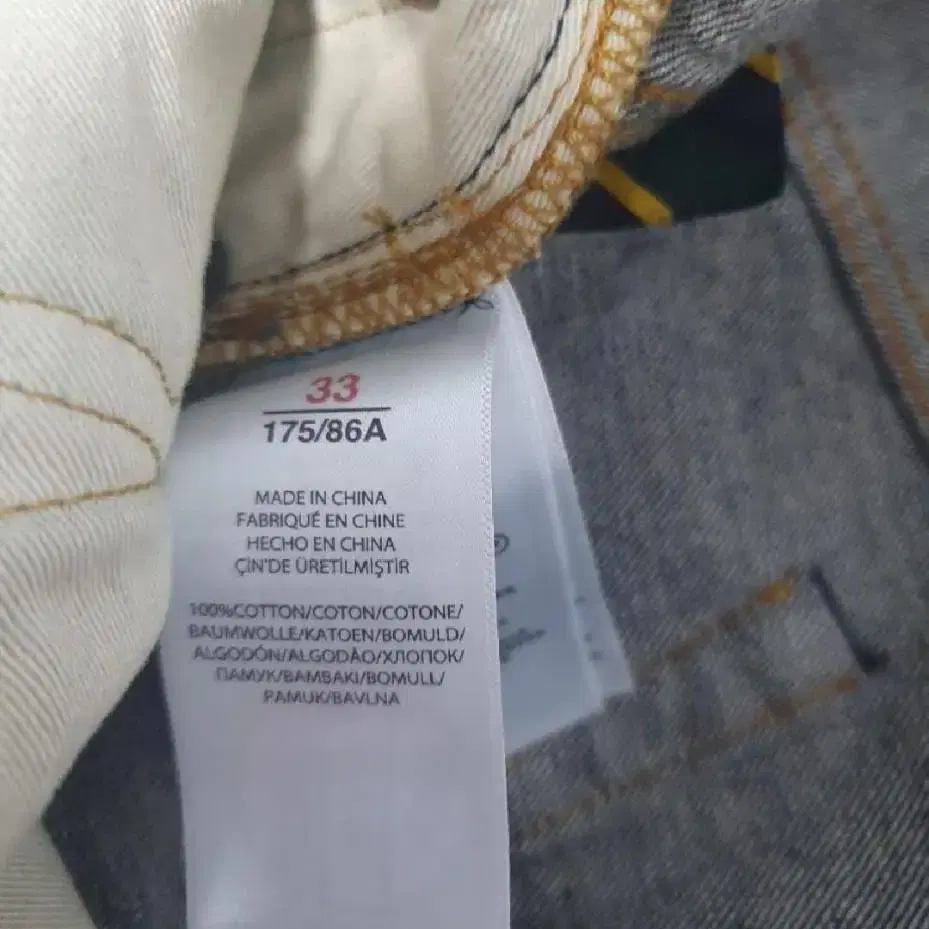 33
175/86A
MADE IN CHINA
FABRIQUÉ EN CHINE
HECHO EN CHINA
ÇİN'DE ÜRETİLMİŞTİR
100%COTTON/COTON/COTONE/
BAUMWOLLE/KATOEN/BOMULD/
ALGODÓN/ALGODÃO/ХЛОПОК/
ПАМУК/ΒΑΜΒΑΚΙ/BOMULL/
PAMUK/BAVLNA